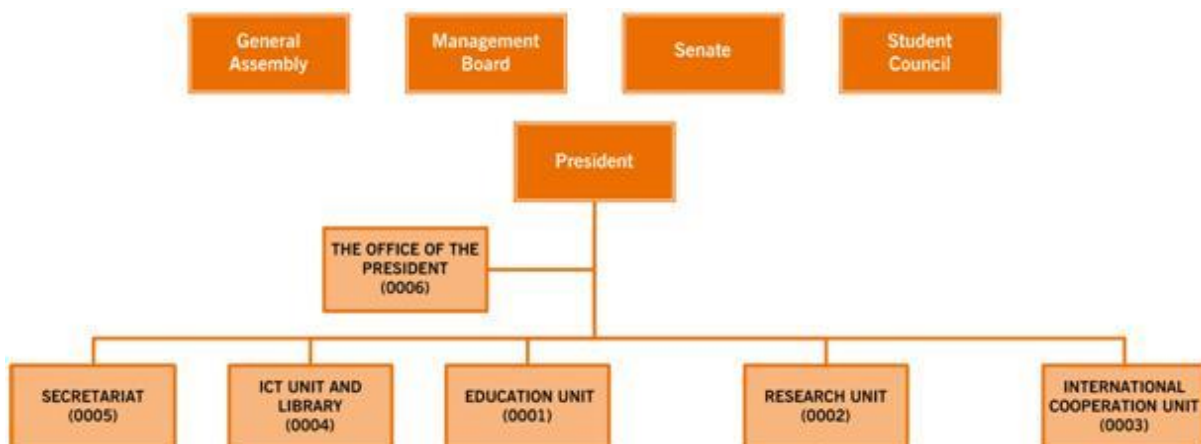 General
Assembly
Management
Board
Senate
Student
Council
President
THE OFFICE OF THE
PRESIDENT
(0006)
SECRETARIAT
(0005)
ICT UNIT AND
LIBRARY
(0004)
EDUCATION UNIT
(0001)
RESEARCH UNIT
(0002)
INTERNATIONAL
COOPERATION UNIT
(0003)